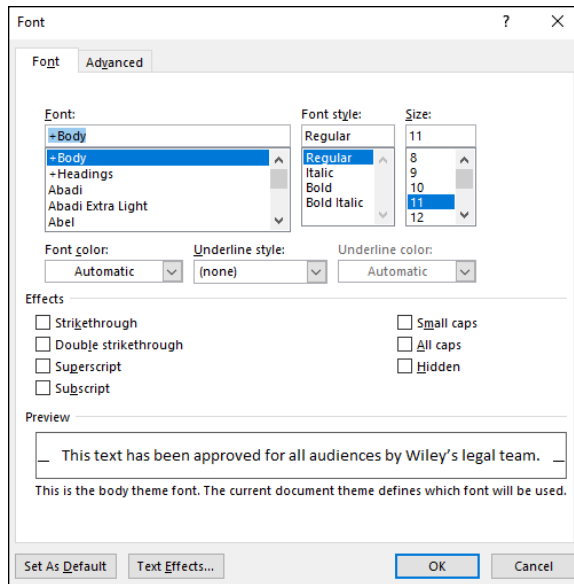 Font ? ×
Font Advanced
Font: Font style: Size:
+Body Regular 11
+Body Regular 8
+Headings Italic 9
Abadi Bold 10
Abadi Extra Light Bold Italic 11
Abel 12
Font color: Underline style: Underline color:
Automatic (none) Automatic
Effects
Strikethrough Small caps
Double strikethrough All caps
Superscript Hidden
Subscript
Preview
This text has been approved for all audiences by Wiley's legal team.
This is the body theme font. The current document theme defines which font will be used.
Set As Default Text Effects... OK Cancel